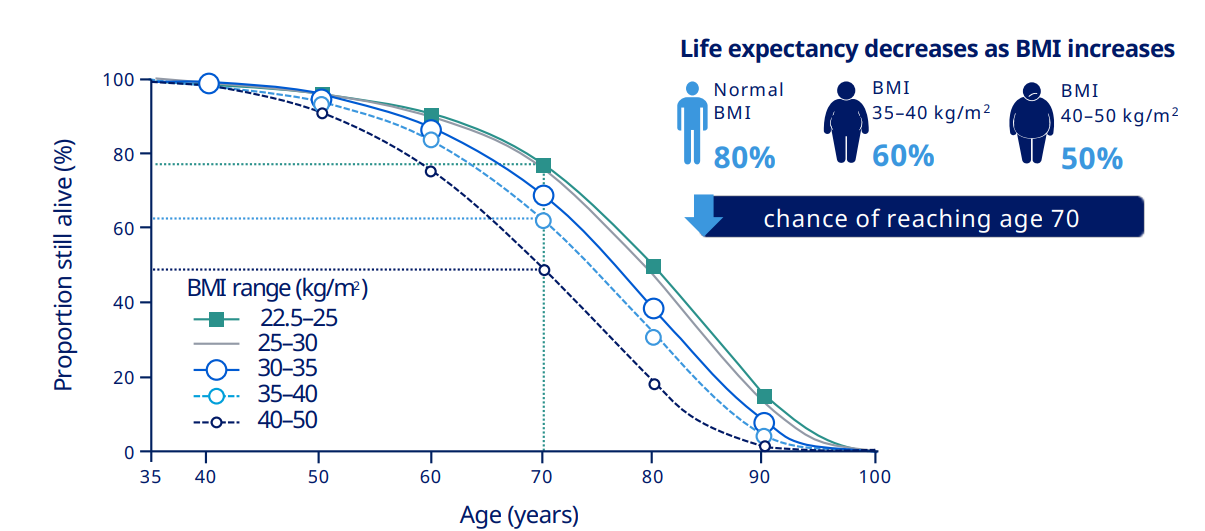 Life expectancy decreases as BMI increases
Normal
BMI
80%
BMI
35–40 kg/m²
60%
BMI
40–50 kg/m²
50%
chance of reaching age 70
Proportion still alive (%)
100
80
60
40
20
0
BMI range (kg/m²)
22.5–25
25–30
30–35
35–40
40–50
35 40 50 60 70 80 90 100
Age (years)